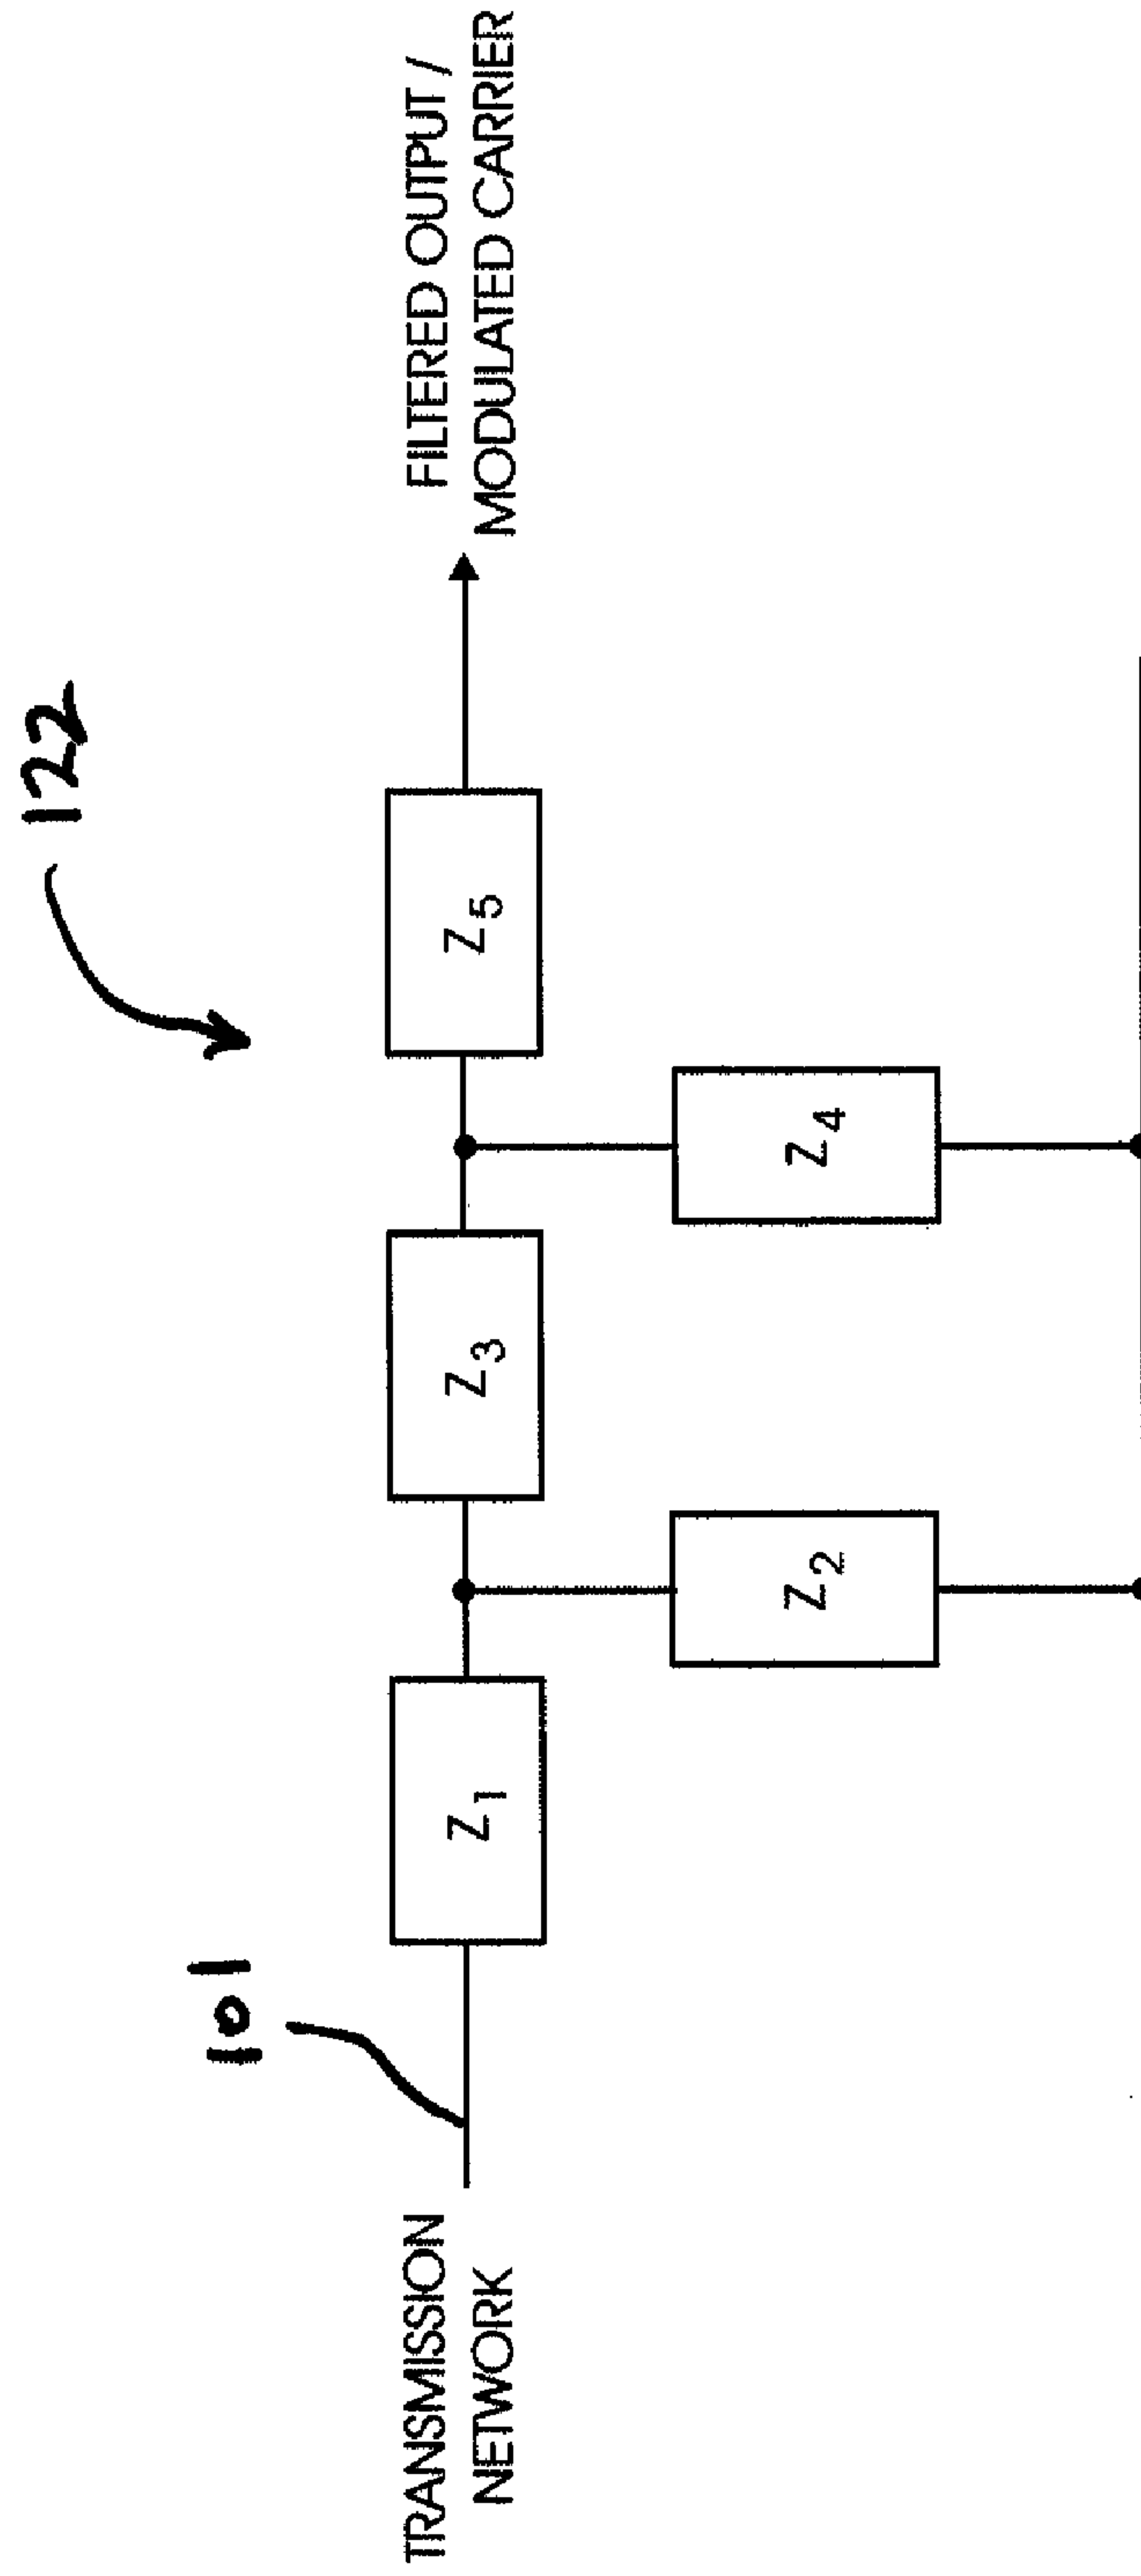 122
101
TRANSMISSION
NETWORK
Z1
Z2
Z3
Z4
Z5
FILTERED OUTPUT /
MODULATED CARRIER